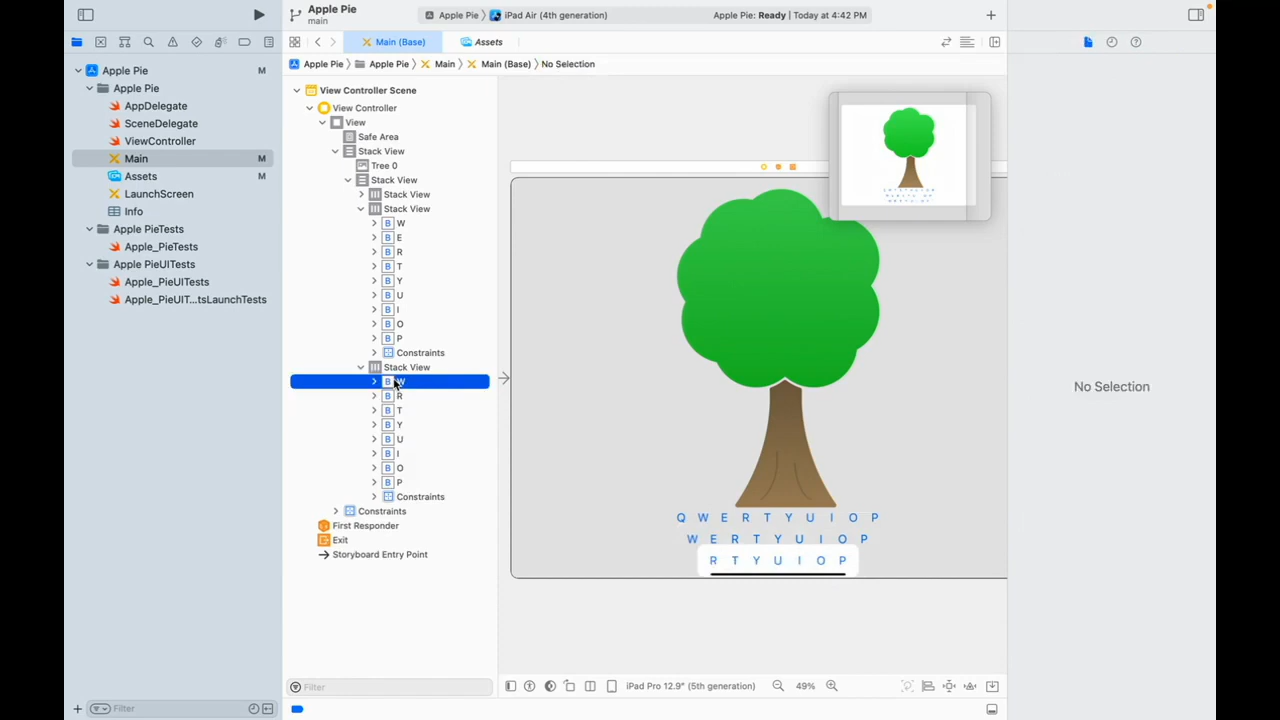 Apple Pie
main
Apple Pie
iPad Air (4th generation)
Apple Pie: Ready | Today at 4:42 PM
Main (Base)
Assets
Apple Pie
Apple Pie
Main
Main (Base)
No Selection
Apple Pie
M
Apple Pie
AppDelegate
SceneDelegate
ViewController
Main
M
Assets
M
LaunchScreen
Info
Apple PieTests
Apple_PieTests
Apple PieUITests
Apple_PieUITests
Apple_PieUIT...tsLaunchTests
Filter
View Controller Scene
View Controller
View
Safe Area
Stack View
Tree 0
Stack View
Stack View
Stack View
B W
B E
B R
B T
B Y
B U
B I
B O
B P
Constraints
Stack View
B W
B R
B T
B Y
B U
B I
B O
B P
Constraints
Constraints
First Responder
Exit
Storyboard Entry Point
Filter
Q W E R T Y U I O P
W E R T Y U I O P
R T Y U I O P
iPad Pro 12.9" (5th generation)
49%
No Selection